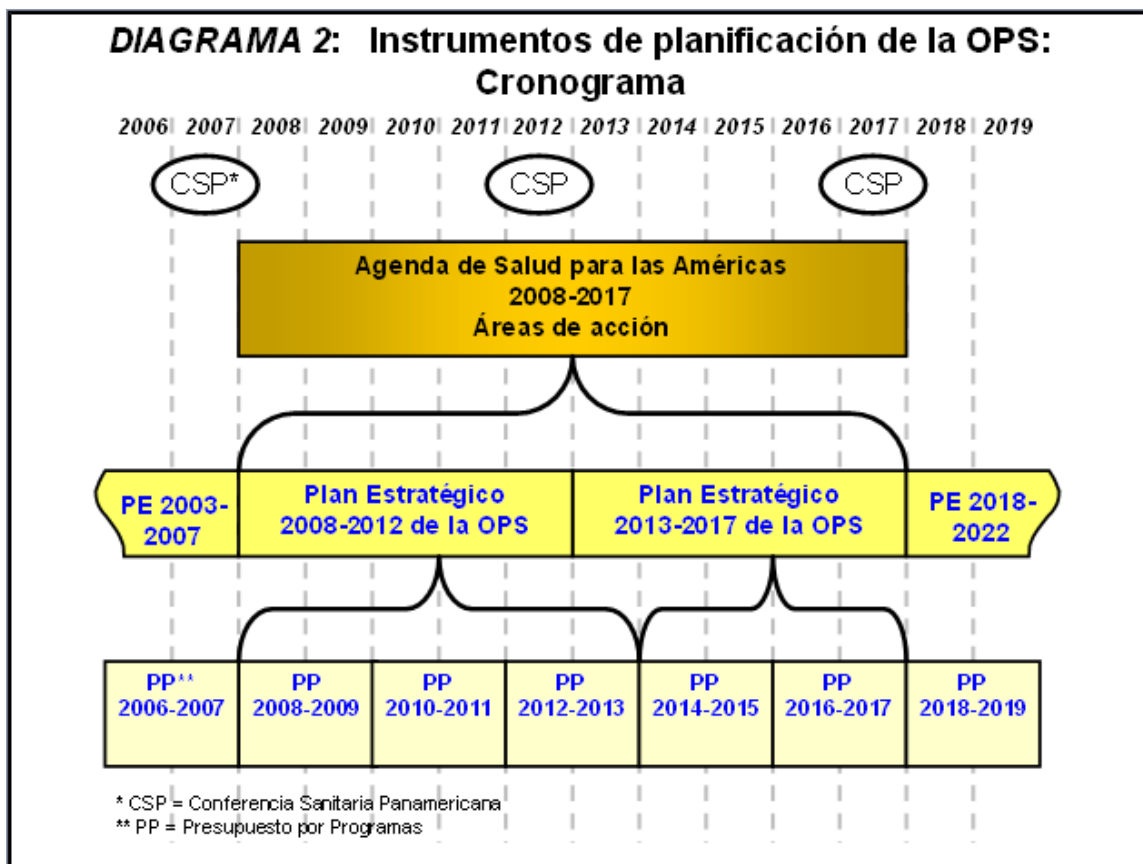 DIAGRAMA 2: Instrumentos de planificación de la OPS:
Cronograma
2006 2007 2008 2009 2010 2011 2012 2013 2014 2015 2016 2017 2018 2019
CSP*
CSP
CSP
Agenda de Salud para las Américas
2008-2017
Áreas de acción
PE 2003-
2007
Plan Estratégico
2008-2012 de la OPS
Plan Estratégico
2013-2017 de la OPS
PE 2018-
2022
PP**
2006-2007
PP
2008-2009
PP
2010-2011
PP
2012-2013
PP
2014-2015
PP
2016-2017
PP
2018-2019
* CSP = Conferencia Sanitaria Panamericana
** PP = Presupuesto por Programas